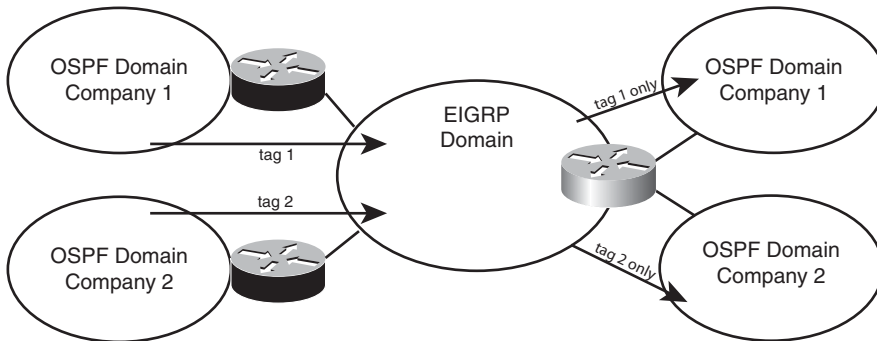 OSPF Domain
Company 1
tag 1
OSPF Domain
Company 2
tag 2
EIGRP
Domain
tag 1 only
OSPF Domain
Company 1
tag 2 only
OSPF Domain
Company 2